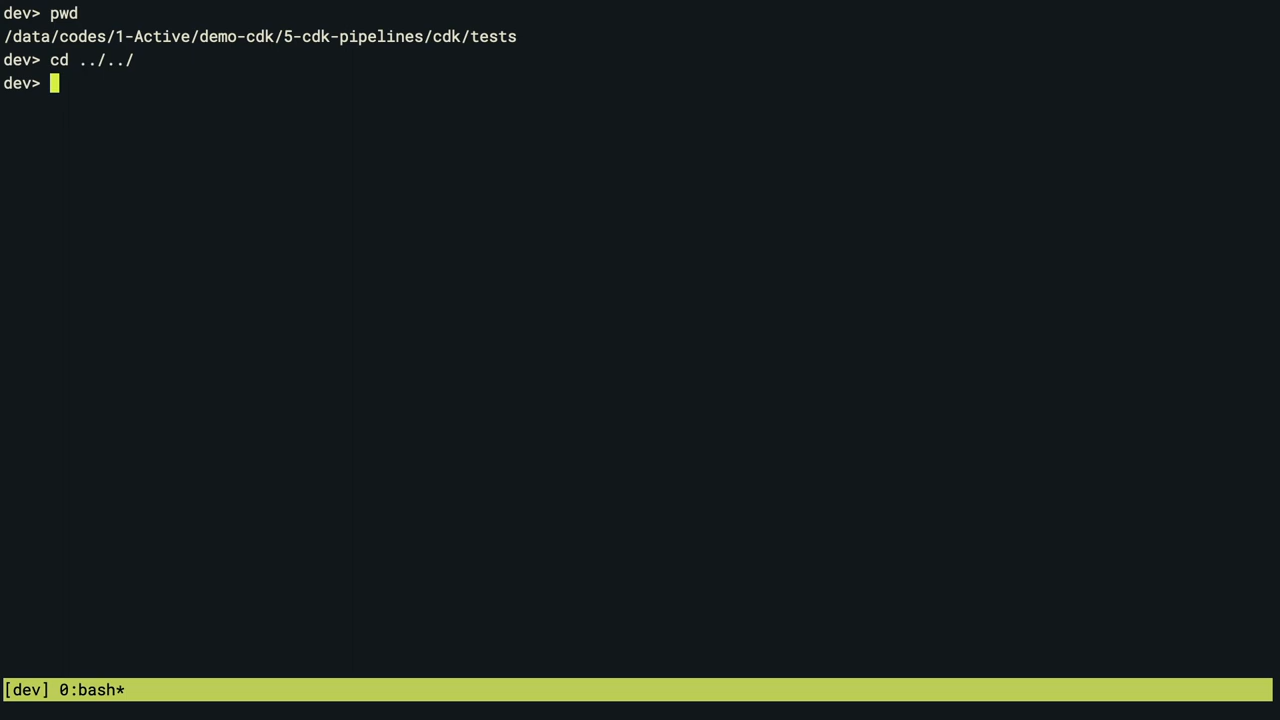 dev> pwd
/data/codes/1-Active/demo-cdk/5-cdk-pipelines/cdk/tests
dev> cd ../../
dev>
[dev] 0:bash*